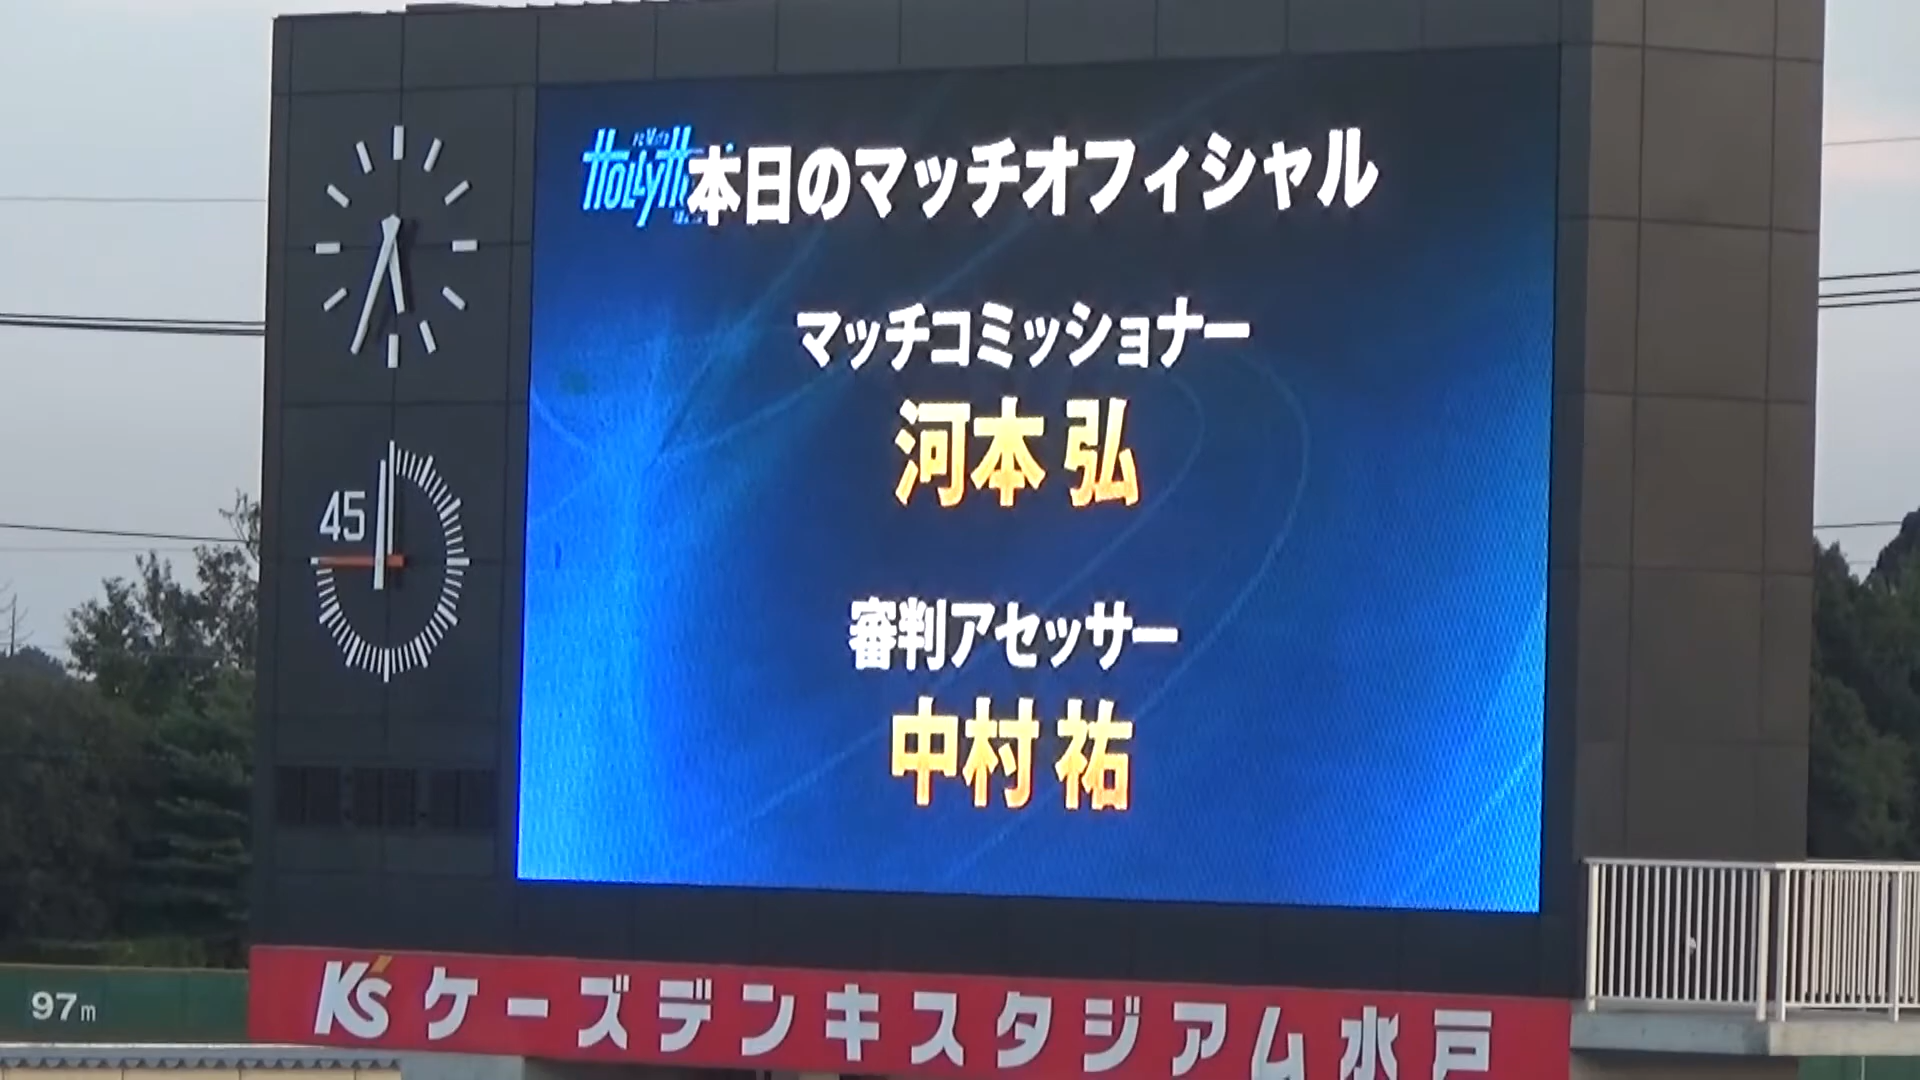 HOLLYH
本日のマッチオフィシャル
マッチコミッショナー
河本 弘
審判アセッサー
中村 祐
45
K's ケーズデンキスタジアム水戸
97m